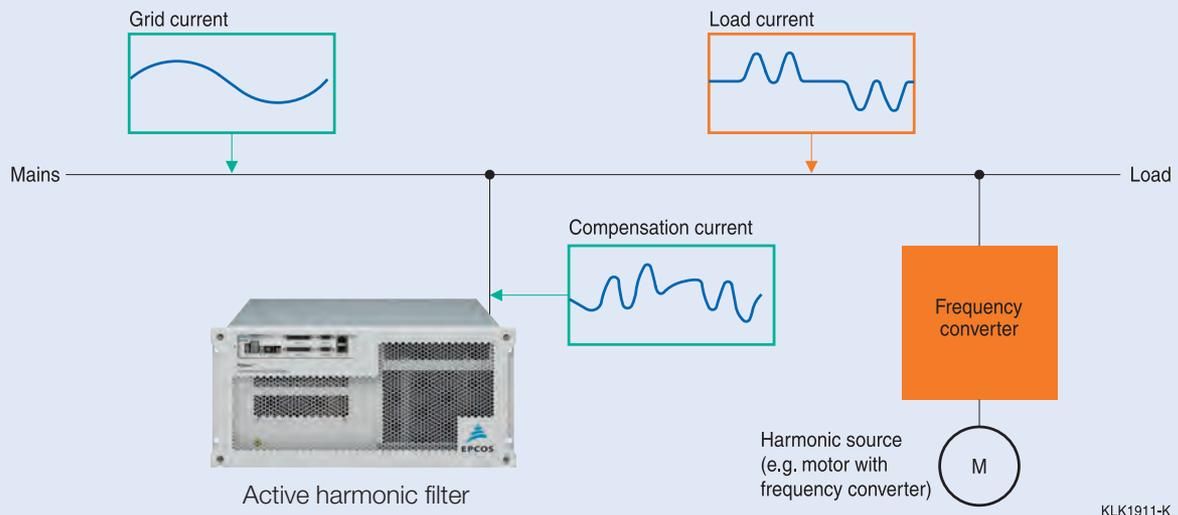 Grid current
Load current
Mains
Load
Compensation current
Frequency
converter
EPCOS
Harmonic source
(e.g. motor with
frequency converter)
M
Active harmonic filter
KLK1911-K